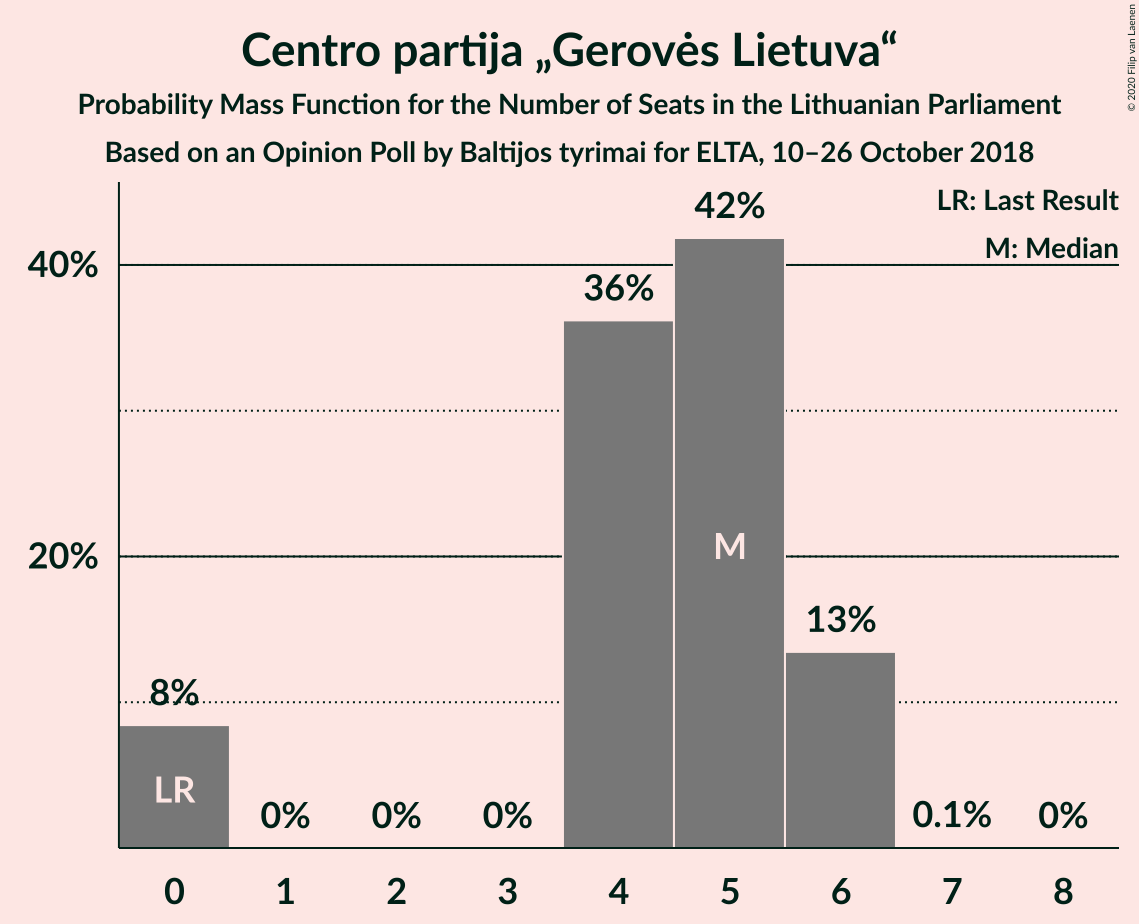 Centro partija „Gerovės Lietuva“
Probability Mass Function for the Number of Seats in the Lithuanian Parliament
Based on an Opinion Poll by Baltijos tyrimai for ELTA, 10–26 October 2018
© 2020 Filip van Laenen
LR: Last Result
M: Median
42%
40%
36%
M
20%
13%
8%
LR
0%
0%
0%
0.1%
0%
0
1
2
3
4
5
6
7
8